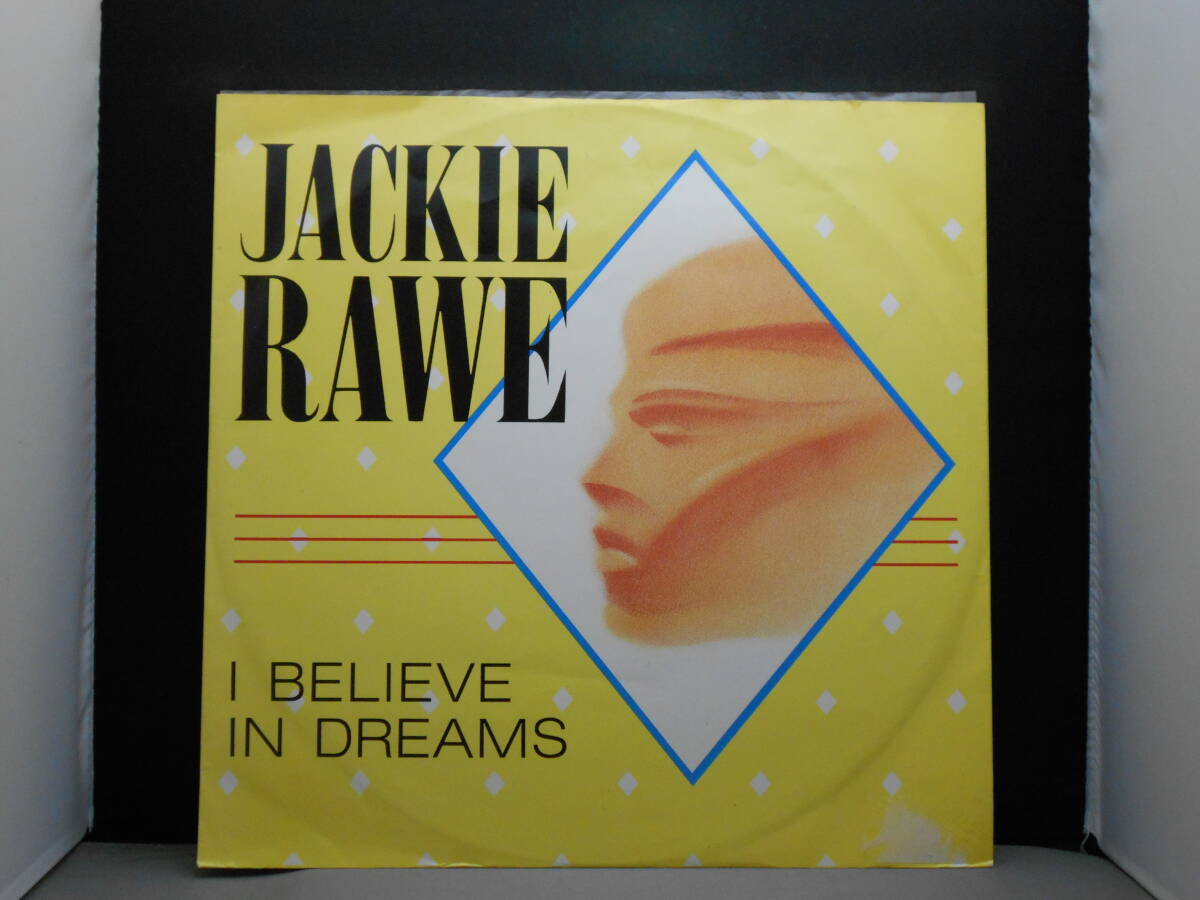 JACKIE
RAWE
I BELIEVE
IN DREAMS